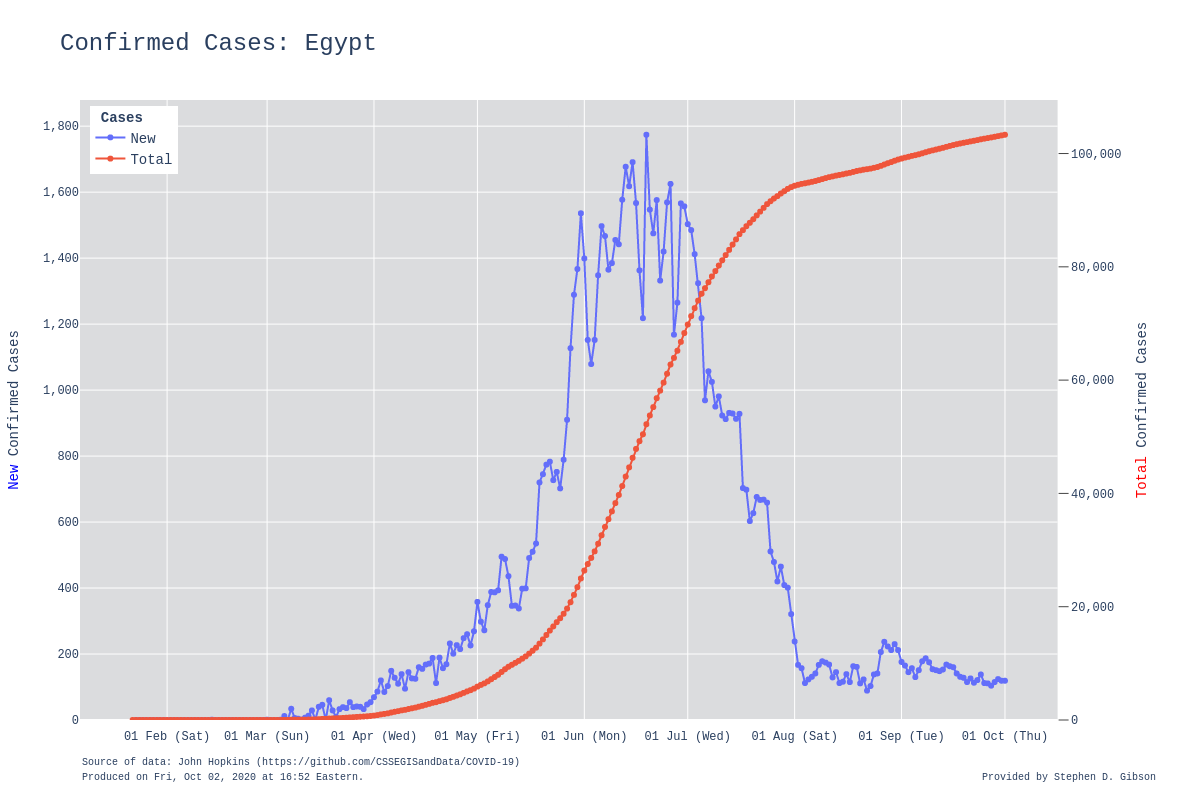 Confirmed Cases: Egypt
Cases
New
Total
1,800
1,600
1,400
1,200
1,000
800
600
400
200
0
100,000
80,000
60,000
40,000
20,000
0
New Confirmed Cases
Total Confirmed Cases
01 Feb (Sat) 01 Mar (Sun) 01 Apr (Wed) 01 May (Fri) 01 Jun (Mon) 01 Jul (Wed) 01 Aug (Sat) 01 Sep (Tue) 01 Oct (Thu)
Source of data: John Hopkins (https://github.com/CSSEGISandData/COVID-19)
Produced on Fri, Oct 02, 2020 at 16:52 Eastern.
Provided by Stephen D. Gibson